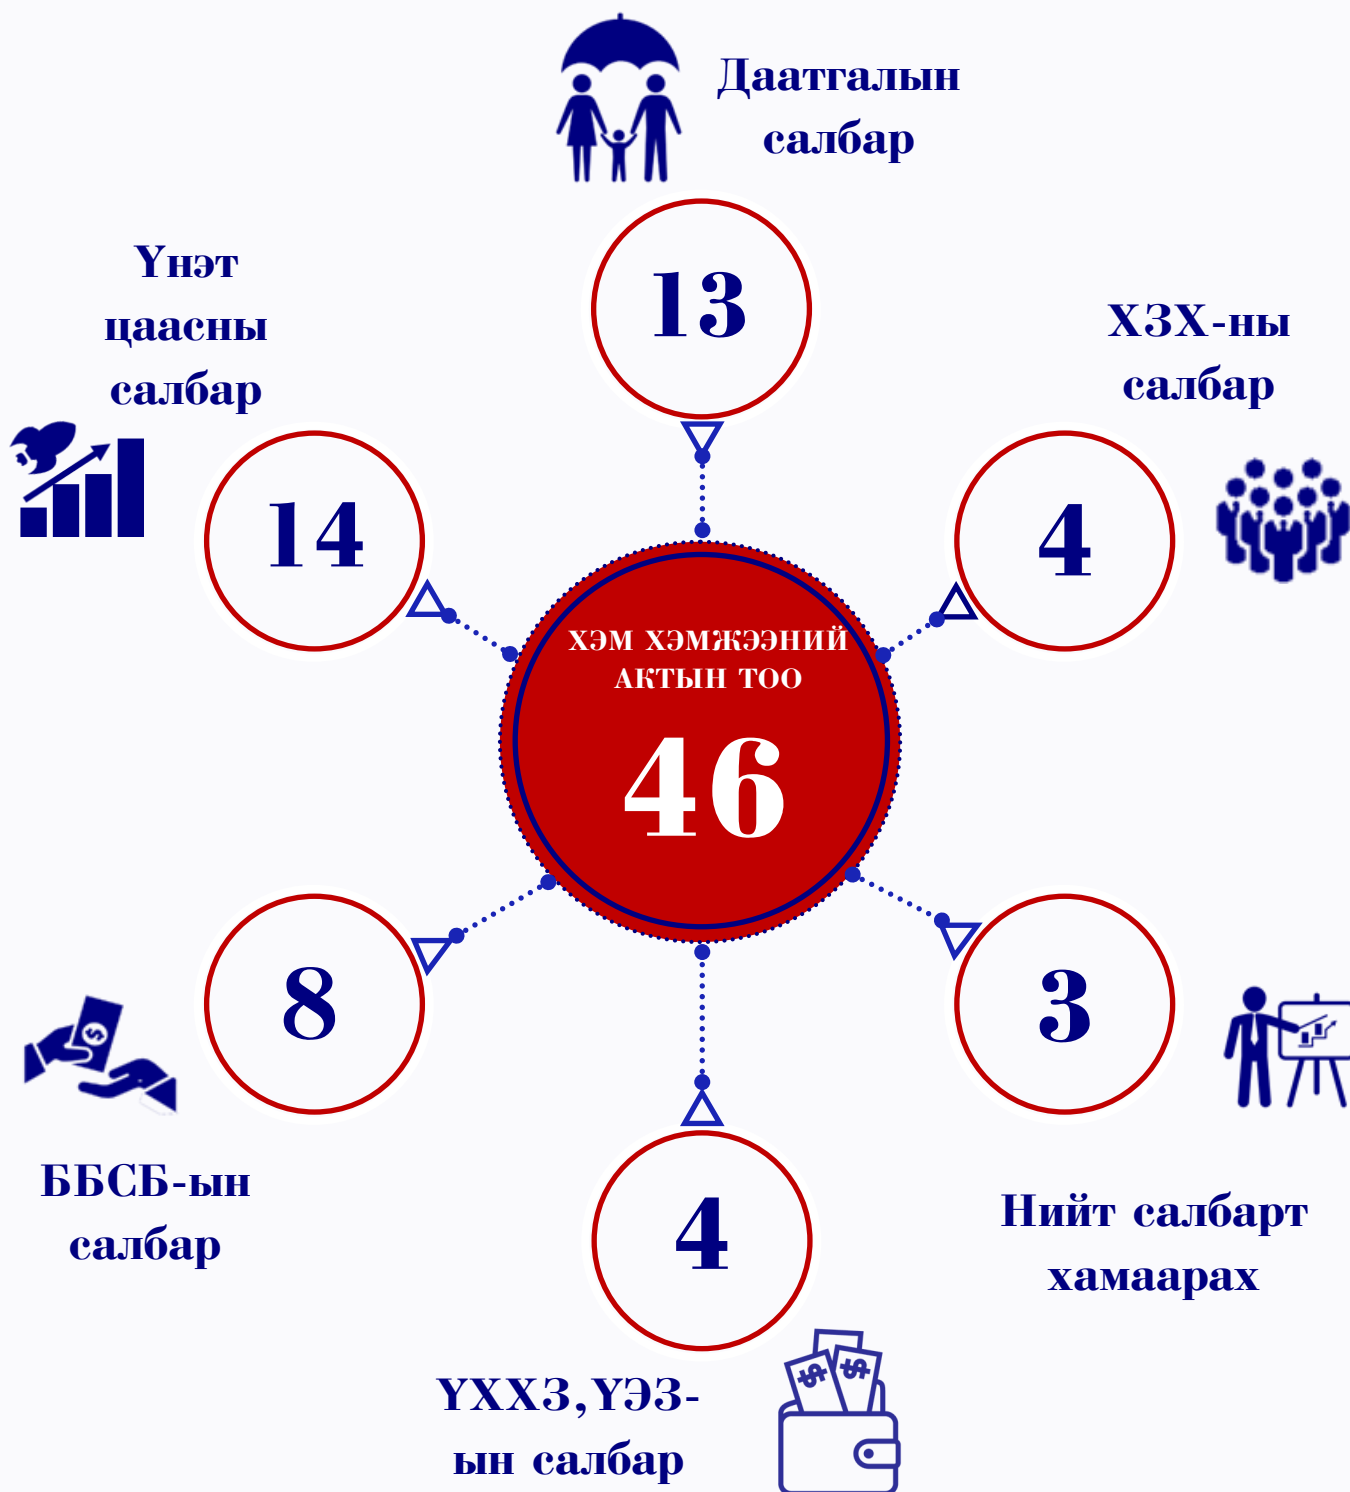 Даатгалын
салбар
13
Үнэт
цаасны
салбар
14
ХЗХ-ны
салбар
4
ХЭМ ХЭМЖЭЭНИЙ
АКТЫН ТОО
46
8
ББСБ-ын
салбар
3
Нийт салбарт
хамаарах
4
ҮХХЗ,ҮЭЗ-
ын салбар